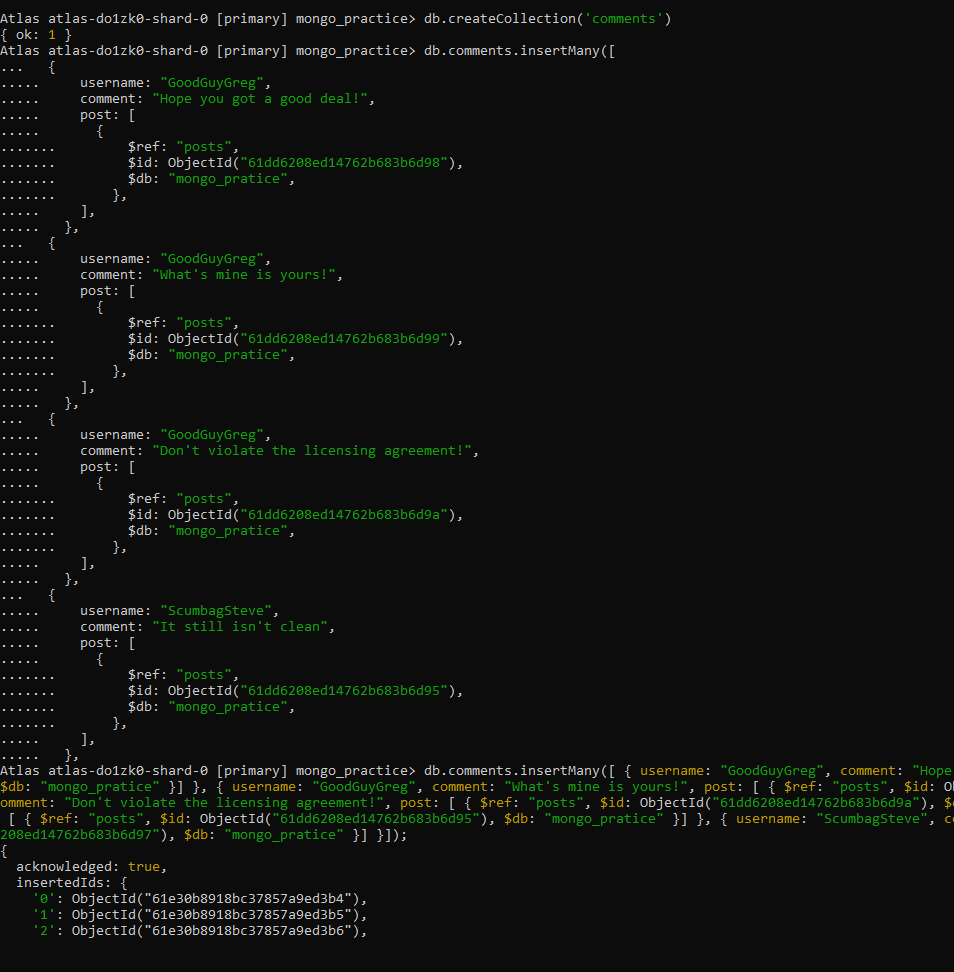 Atlas atlas-do1zk0-shard-0 [primary] mongo_practice> db.createCollection('comments')
{ ok: 1 }
Atlas atlas-do1zk0-shard-0 [primary] mongo_practice> db.comments.insertMany([
...   {
.....     username: "GoodGuyGreg",
.....     comment: "Hope you got a good deal!",
.....     post: [
.....       {
.......         $ref: "posts",
.......         $id: ObjectId("61dd6208ed14762b683b6d98"),
.......         $db: "mongo_pratice",
.......       },
.....     ],
.....   },
...   {
.....     username: "GoodGuyGreg",
.....     comment: "What's mine is yours!",
.....     post: [
.....       {
.......         $ref: "posts",
.......         $id: ObjectId("61dd6208ed14762b683b6d99"),
.......         $db: "mongo_pratice",
.......       },
.....     ],
.....   },
...   {
.....     username: "GoodGuyGreg",
.....     comment: "Don't violate the licensing agreement!",
.....     post: [
.....       {
.......         $ref: "posts",
.......         $id: ObjectId("61dd6208ed14762b683b6d9a"),
.......         $db: "mongo_pratice",
.......       },
.....     ],
.....   },
...   {
.....     username: "ScumbagSteve",
.....     comment: "It still isn't clean",
.....     post: [
.....       {
.......         $ref: "posts",
.......         $id: ObjectId("61dd6208ed14762b683b6d95"),
.......         $db: "mongo_pratice",
.......       },
.....     ],
.....   },
Atlas atlas-do1zk0-shard-0 [primary] mongo_practice> db.comments.insertMany([ { username: "GoodGuyGreg", comment: "Hope
$db: "mongo_pratice" }] }, { username: "GoodGuyGreg", comment: "What's mine is yours!", post: [ { $ref: "posts", $id: O
omment: "Don't violate the licensing agreement!", post: [ { $ref: "posts", $id: ObjectId("61dd6208ed14762b683b6d9a"), $
 [ { $ref: "posts", $id: ObjectId("61dd6208ed14762b683b6d95"), $db: "mongo_pratice" }] }, { username: "ScumbagSteve", c
208ed14762b683b6d97"), $db: "mongo_pratice" }] }]);
{
  acknowledged: true,
  insertedIds: {
    '0': ObjectId("61e30b8918bc37857a9ed3b4"),
    '1': ObjectId("61e30b8918bc37857a9ed3b5"),
    '2': ObjectId("61e30b8918bc37857a9ed3b6"),